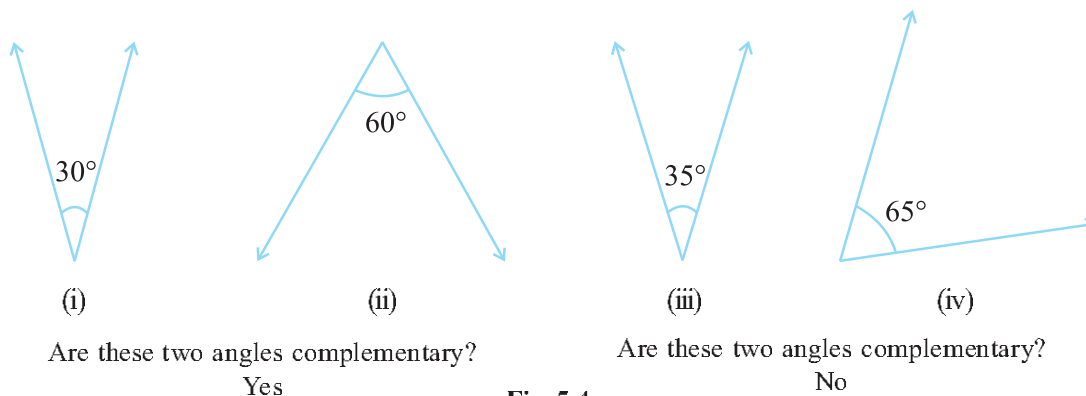 30°
60°
35°
65°
(i)
(ii)
(iii)
(iv)
Are these two angles complementary?
Yes
Are these two angles complementary?
No